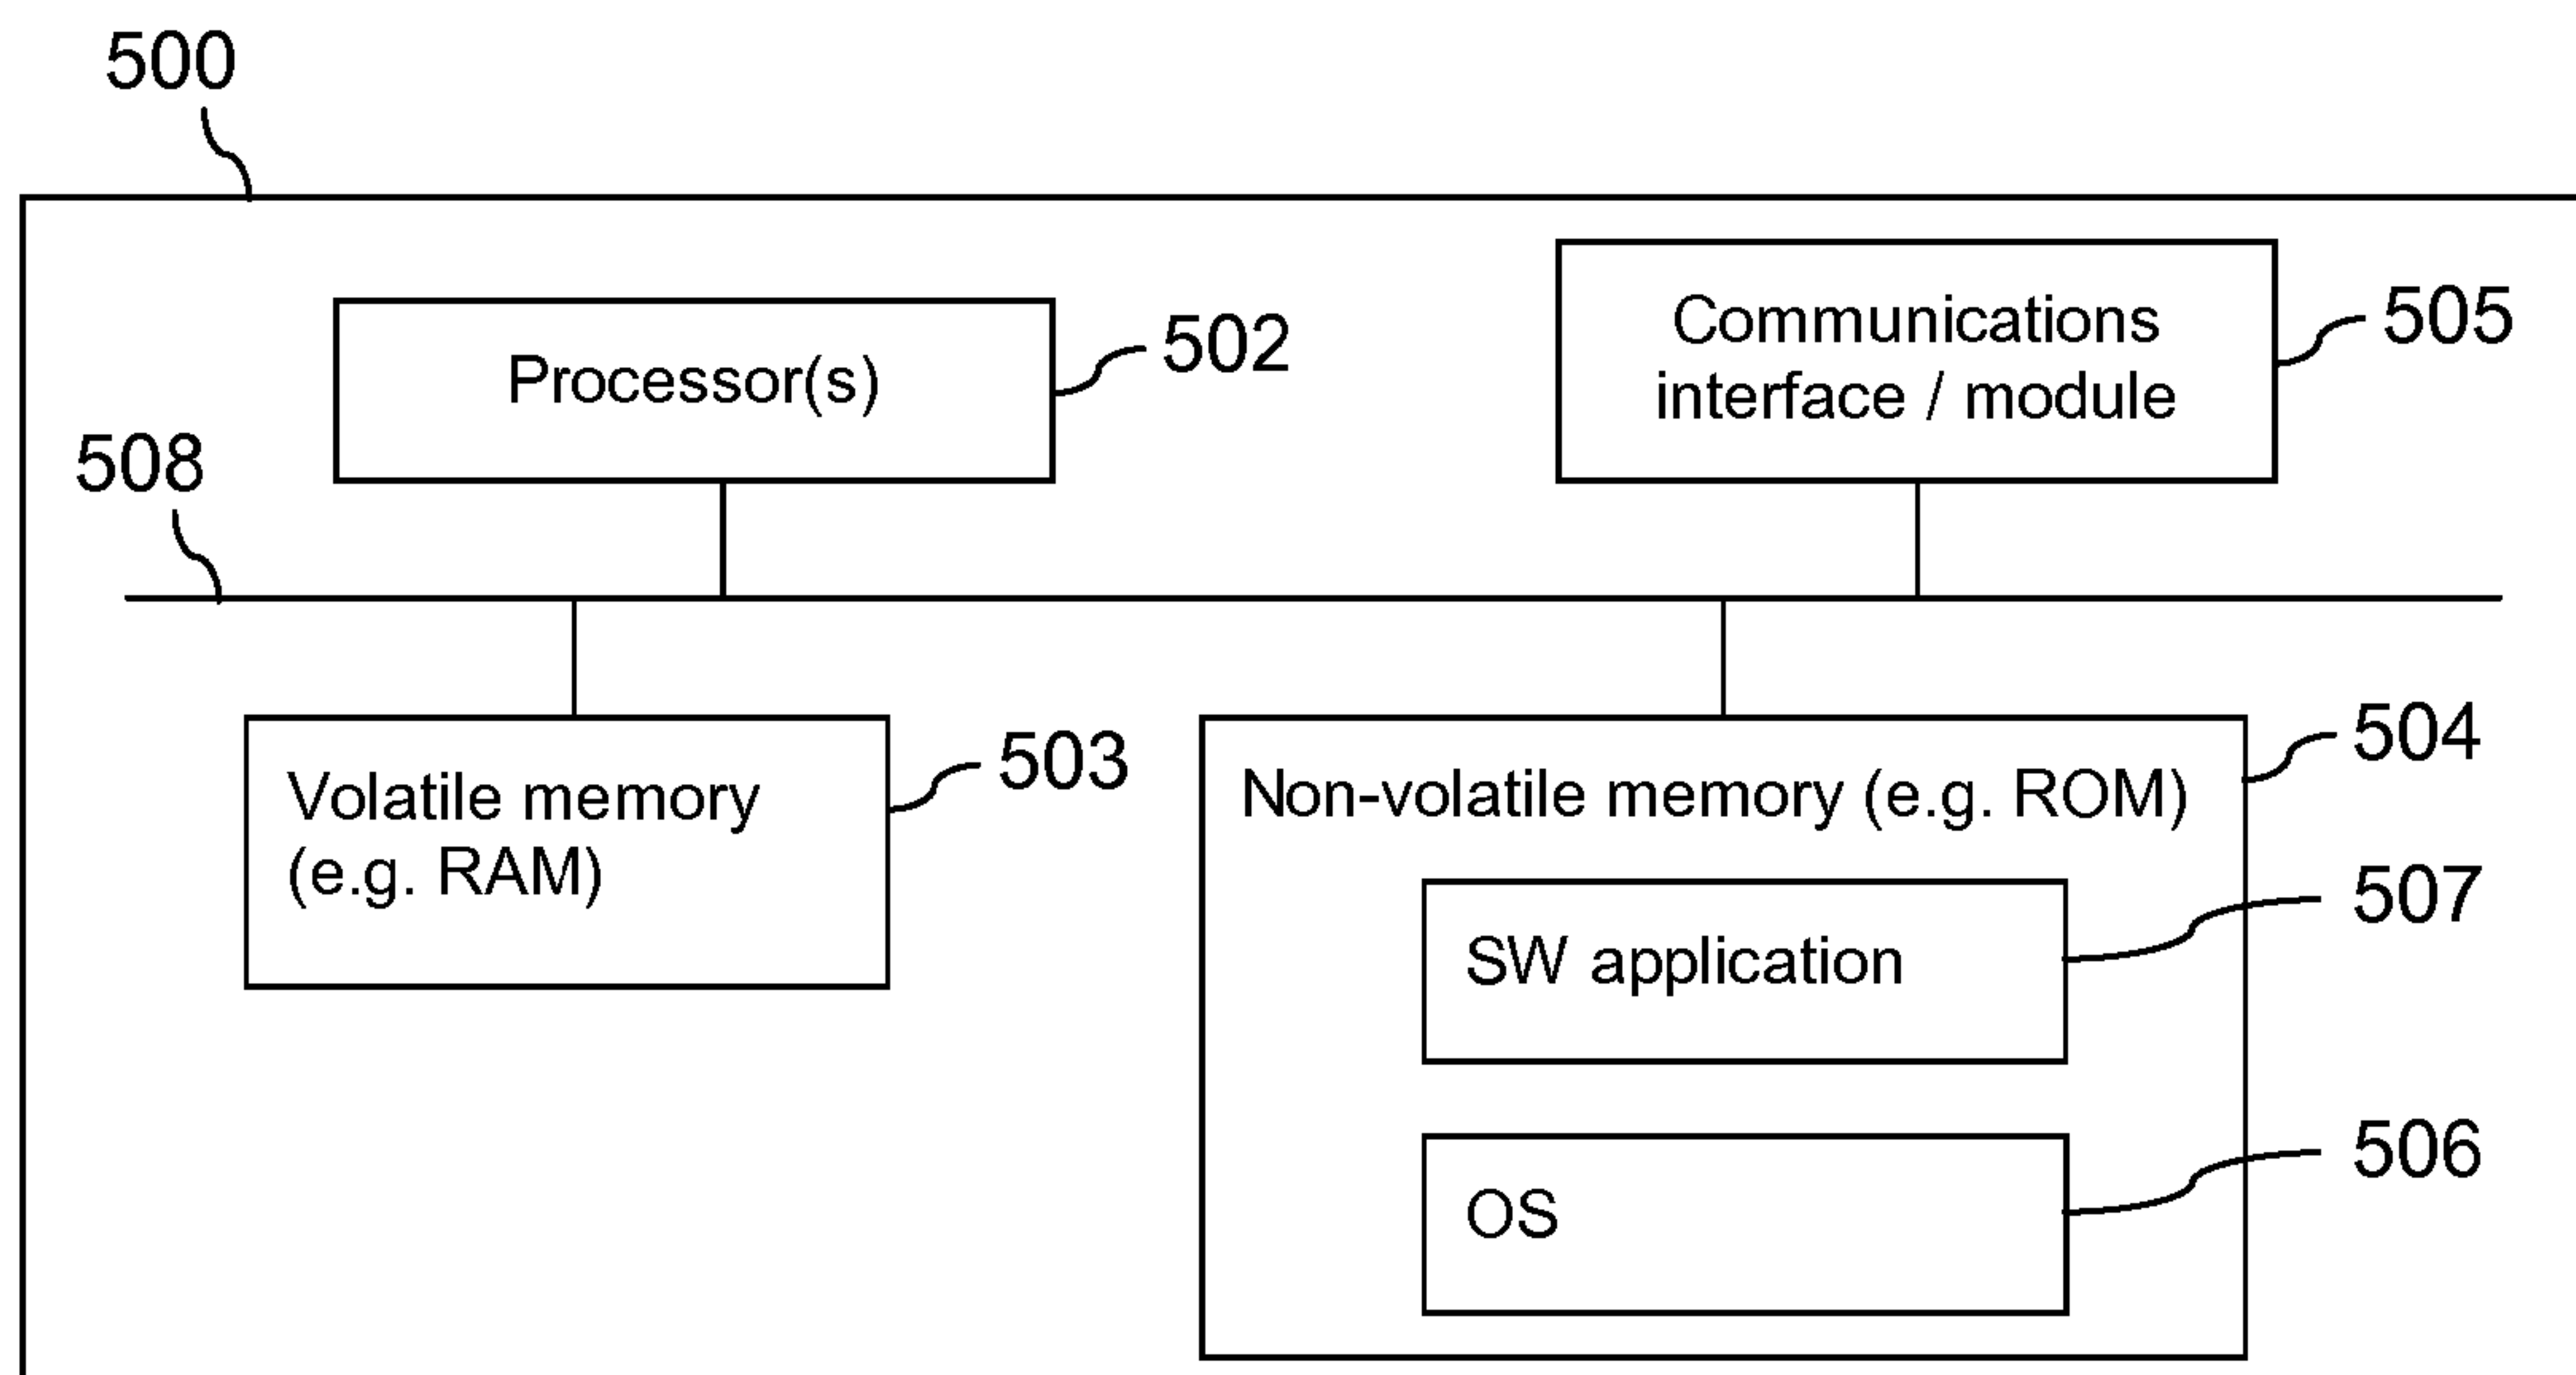 500
Processor(s)
502
Communications
interface / module
505
508
Volatile memory
(e.g. RAM)
503
Non-volatile memory (e.g. ROM)
504
SW application
507
OS
506